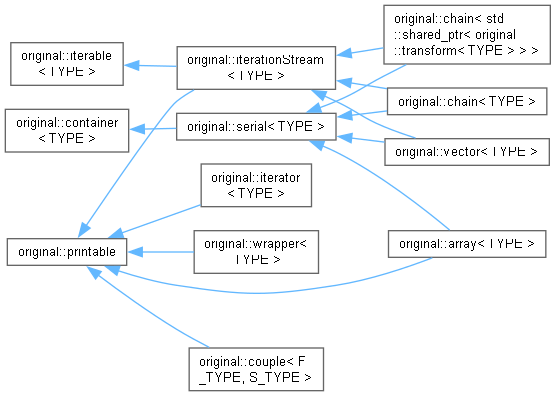 original::iterable
< TYPE >
original::container
< TYPE >
original::printable
original::iterationStream
< TYPE >
original::serial< TYPE >
original::iterator
< TYPE >
original::wrapper<
TYPE >
original::couple< F
_TYPE, S_TYPE >
original::chain< std
::shared_ptr< original
::transform< TYPE > > >
original::chain< TYPE >
original::vector< TYPE >
original::array< TYPE >